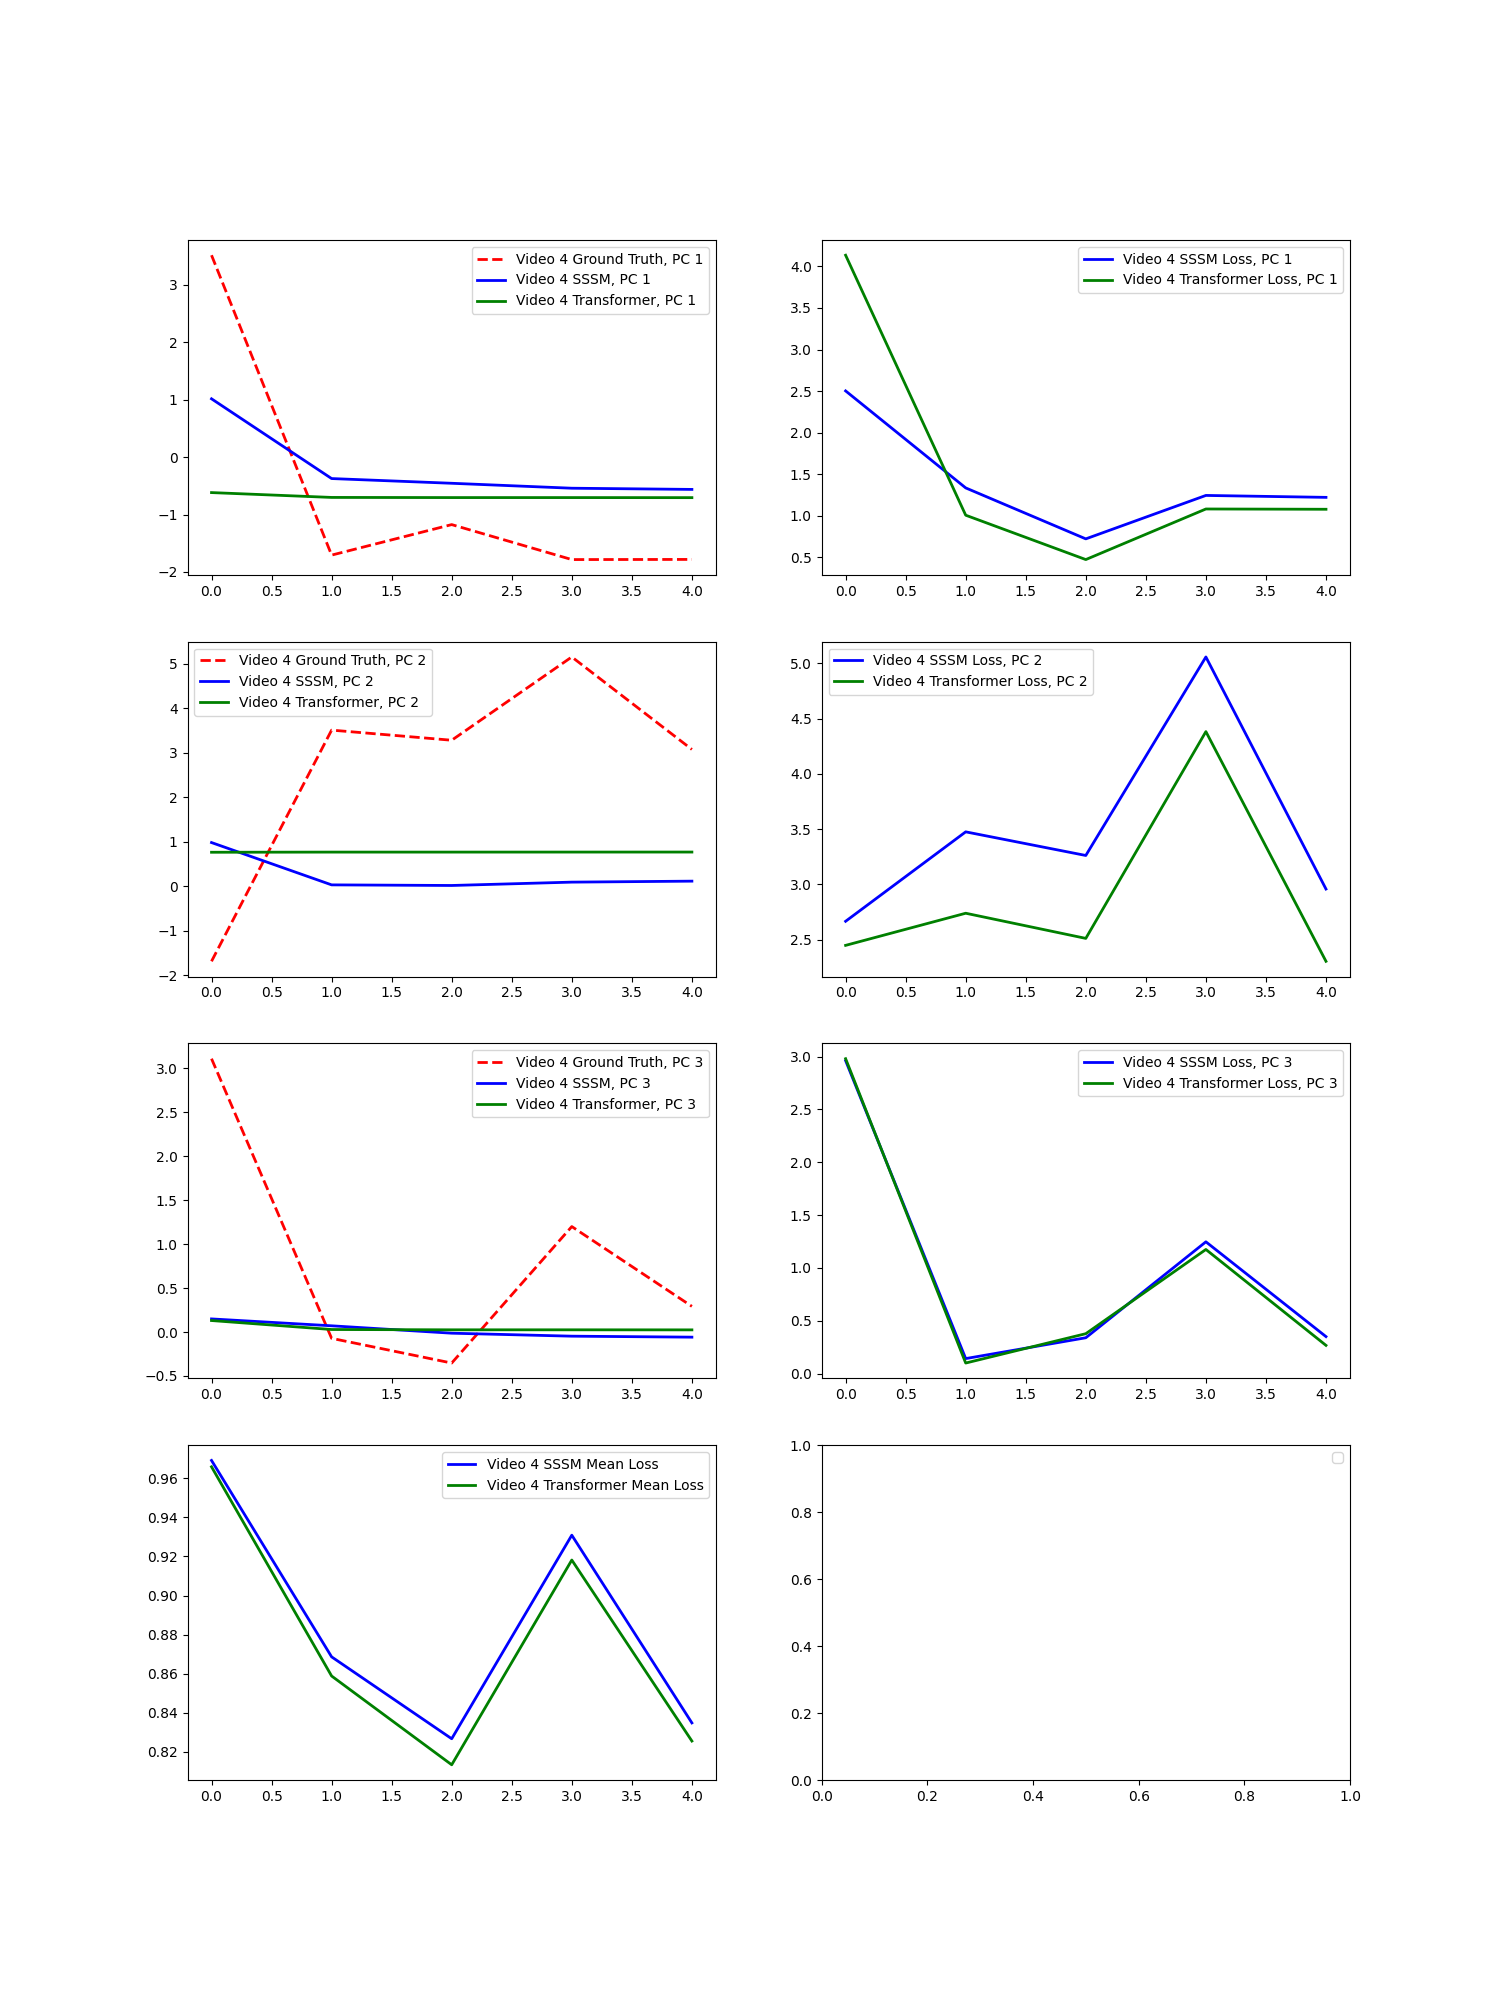 Video 4 Ground Truth, PC 1
Video 4 SSSM, PC 1
Video 4 Transformer, PC 1
3
2
1
0
−1
−2
0.0 0.5 1.0 1.5 2.0 2.5 3.0 3.5 4.0
Video 4 SSSM Loss, PC 1
Video 4 Transformer Loss, PC 1
4.0
3.5
3.0
2.5
2.0
1.5
1.0
0.5
0.0 0.5 1.0 1.5 2.0 2.5 3.0 3.5 4.0
Video 4 Ground Truth, PC 2
Video 4 SSSM, PC 2
Video 4 Transformer, PC 2
5
4
3
2
1
0
−1
−2
0.0 0.5 1.0 1.5 2.0 2.5 3.0 3.5 4.0
Video 4 SSSM Loss, PC 2
Video 4 Transformer Loss, PC 2
5.0
4.5
4.0
3.5
3.0
2.5
0.0 0.5 1.0 1.5 2.0 2.5 3.0 3.5 4.0
Video 4 Ground Truth, PC 3
Video 4 SSSM, PC 3
Video 4 Transformer, PC 3
3.0
2.5
2.0
1.5
1.0
0.5
0.0
−0.5
0.0 0.5 1.0 1.5 2.0 2.5 3.0 3.5 4.0
Video 4 SSSM Loss, PC 3
Video 4 Transformer Loss, PC 3
3.0
2.5
2.0
1.5
1.0
0.5
0.0
0.0 0.5 1.0 1.5 2.0 2.5 3.0 3.5 4.0
Video 4 SSSM Mean Loss
Video 4 Transformer Mean Loss
0.96
0.94
0.92
0.90
0.88
0.86
0.84
0.82
0.0 0.5 1.0 1.5 2.0 2.5 3.0 3.5 4.0
1.0
0.8
0.6
0.4
0.2
0.0
0.0 0.2 0.4 0.6 0.8 1.0